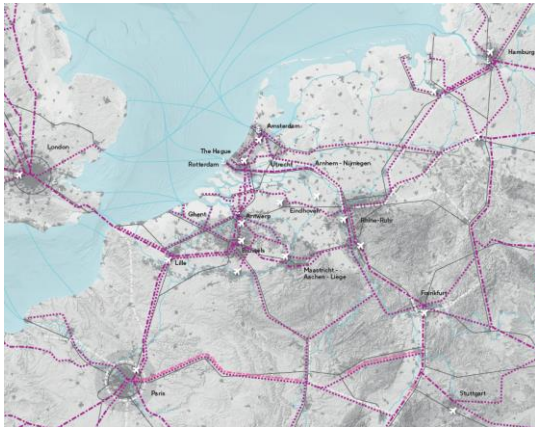 Hamburg
Amsterdam
London
The Hague
Rotterdam
Utrecht
Arnhem - Nijmegen
Eindhoven
Ghent
Antwerp
Rhine-Ruhr
Brussels
Lille
Maastricht -
Aachen - Liege
Frankfurt
Paris
Stuttgart